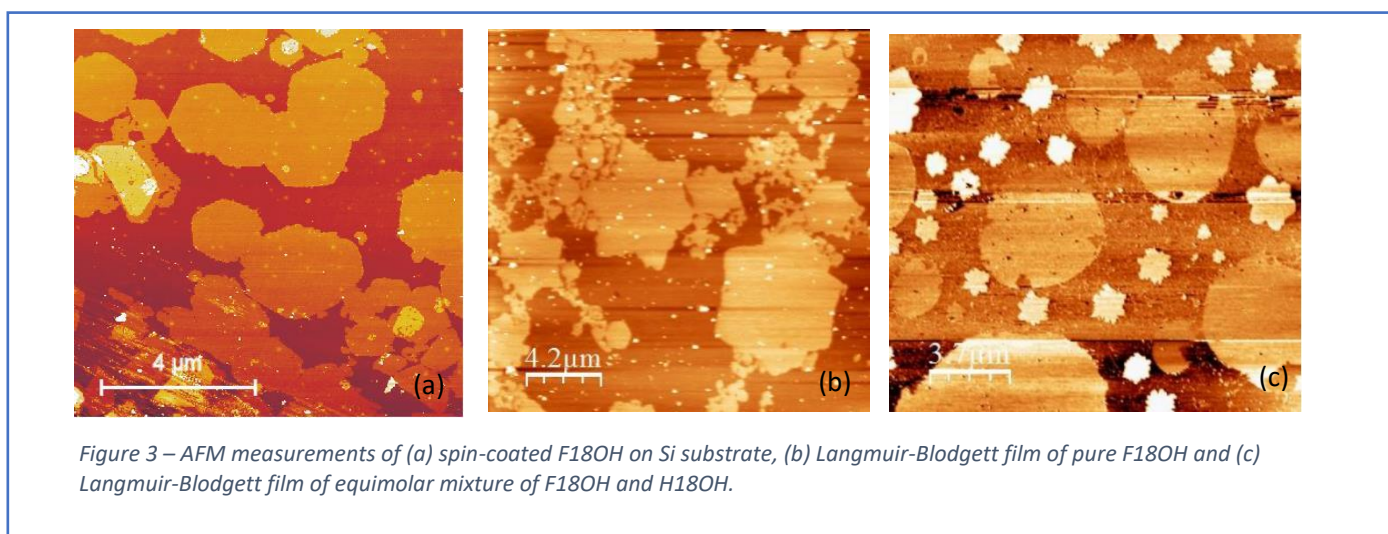 4 µm
(a)
4.2µm
(b)
3.7µm
(c)
Figure 3 – AFM measurements of (a) spin-coated F18OH on Si substrate, (b) Langmuir-Blodgett film of pure F18OH and (c)
Langmuir-Blodgett film of equimolar mixture of F18OH and H18OH.